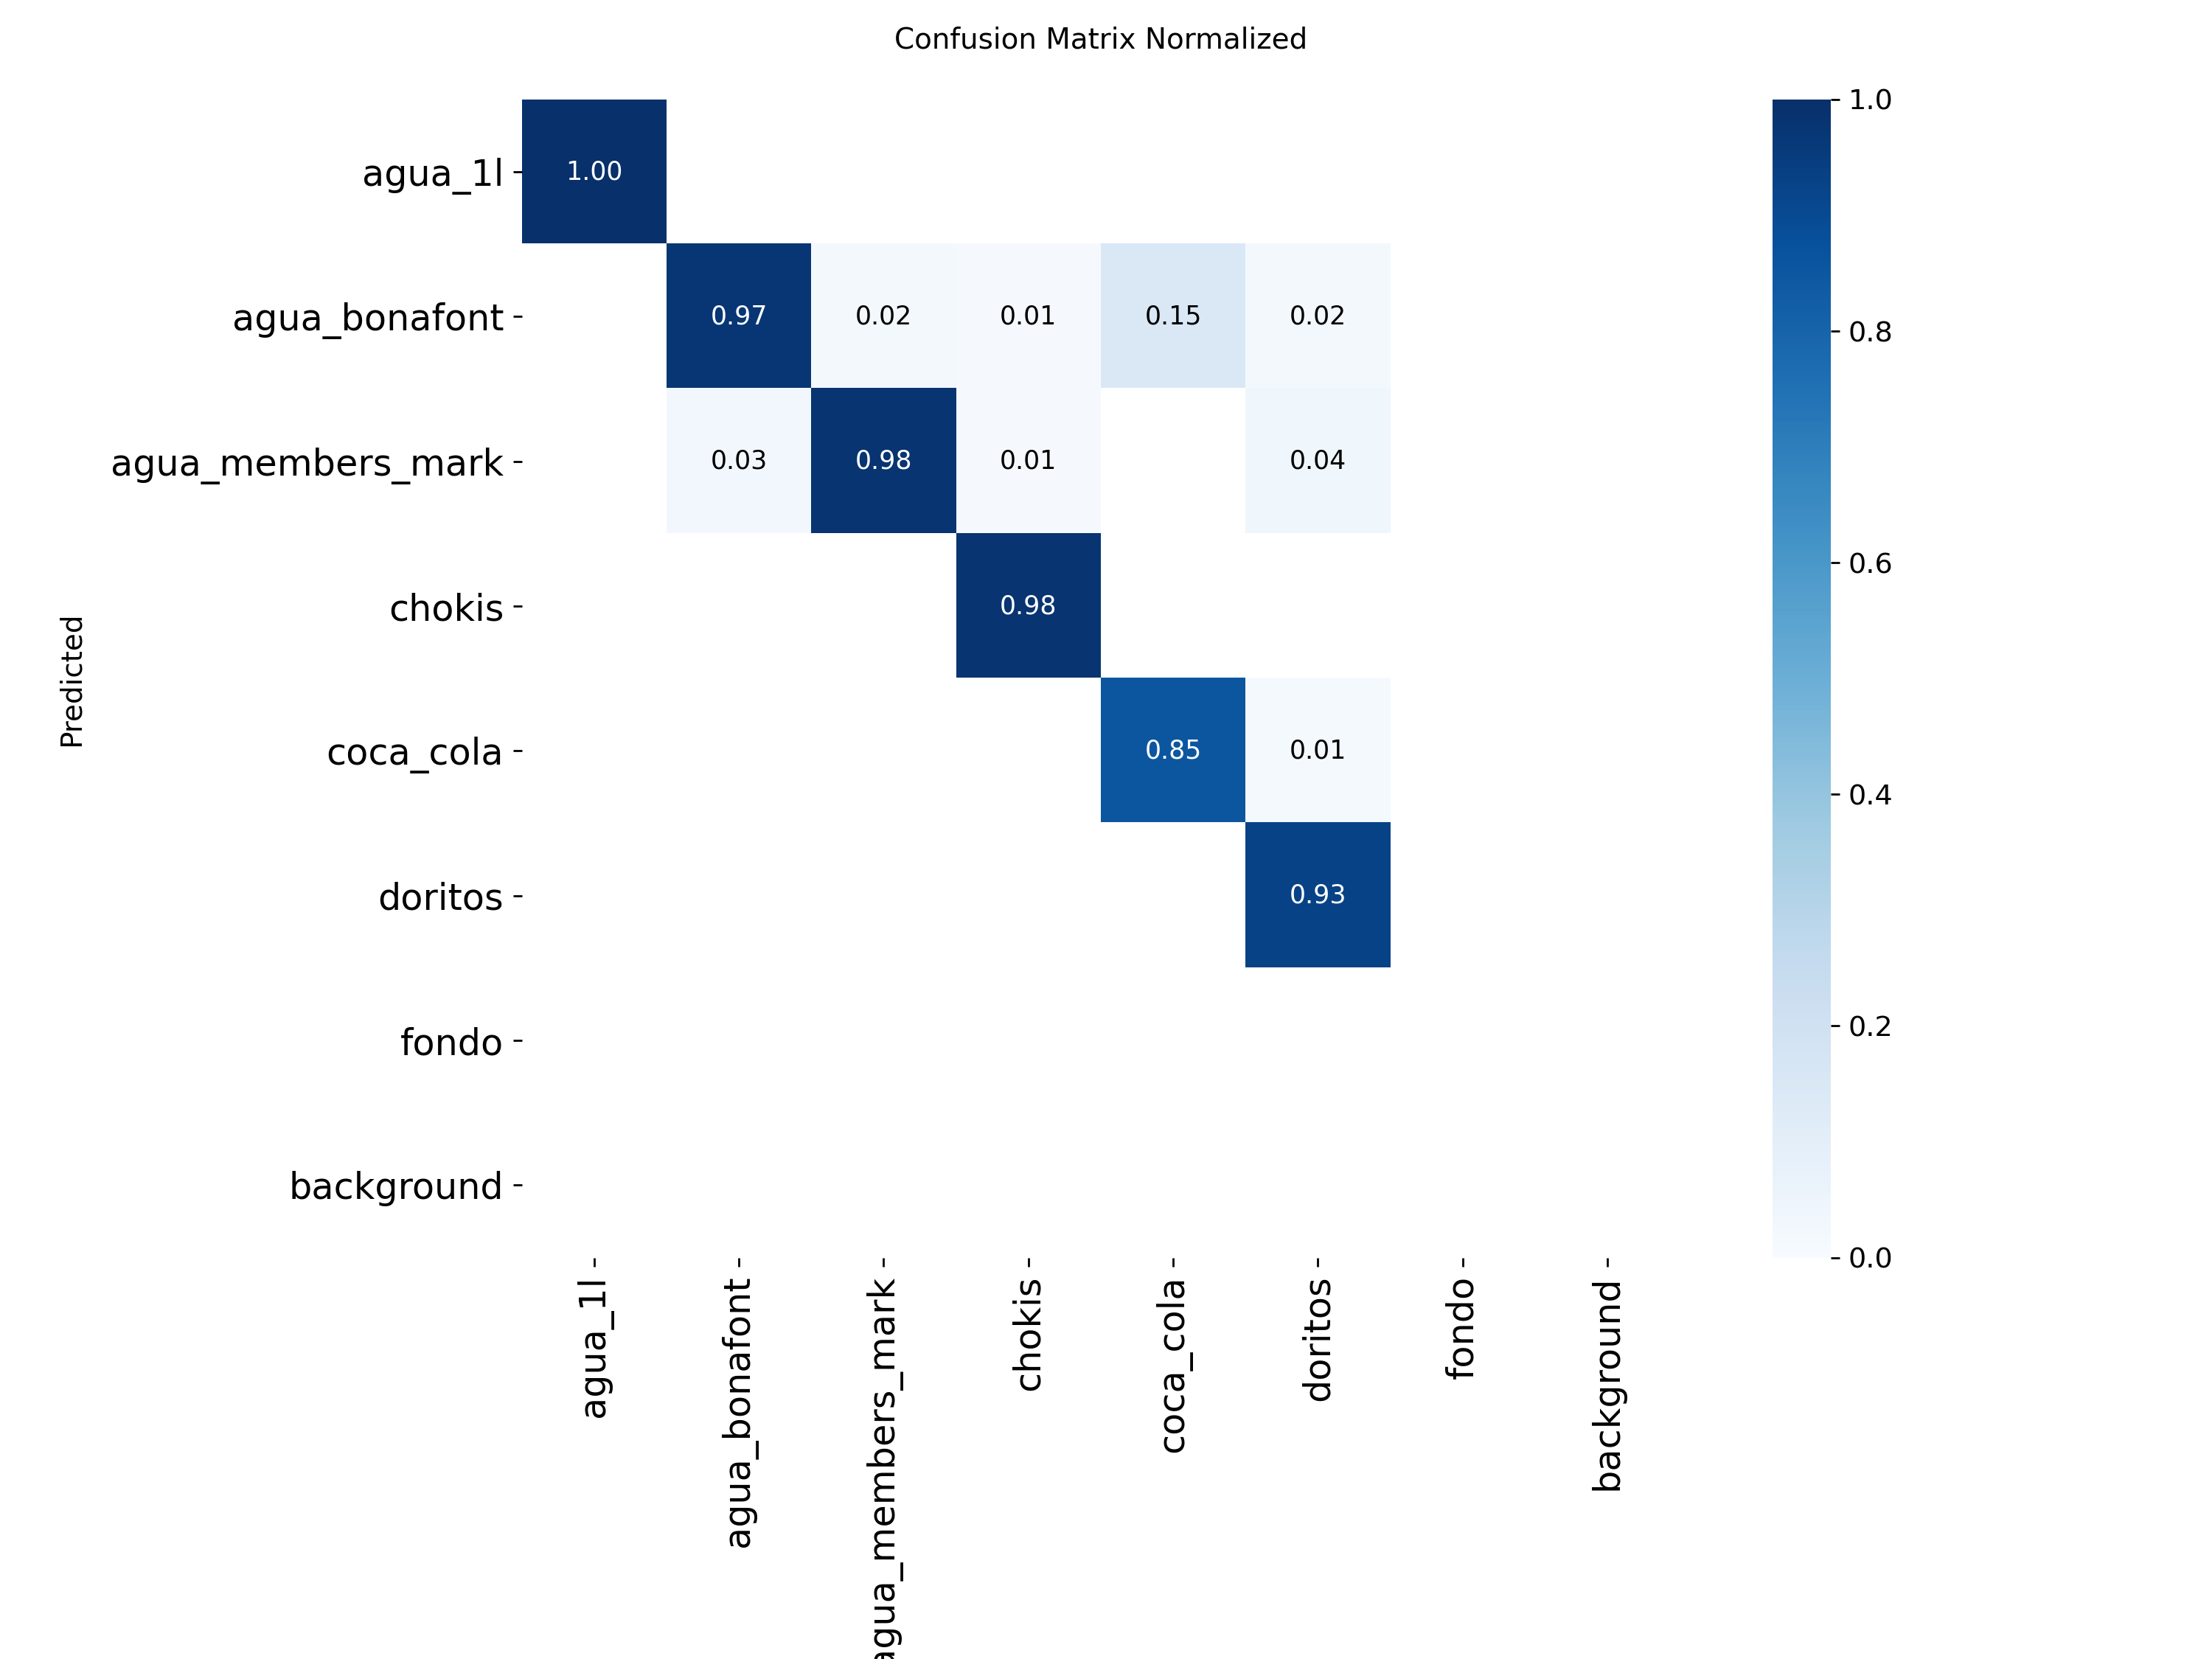 Confusion Matrix Normalized
agua_1l
1.00
agua_bonafont
0.97 0.02 0.01 0.15 0.02
agua_members_mark
0.03 0.98 0.01 0.04
chokis
0.98
coca_cola
0.85 0.01
doritos
0.93
fondo
background
Predicted
agua_1l
agua_bonafont
agua_members_mark
chokis
coca_cola
doritos
fondo
background
1.0
0.8
0.6
0.4
0.2
0.0